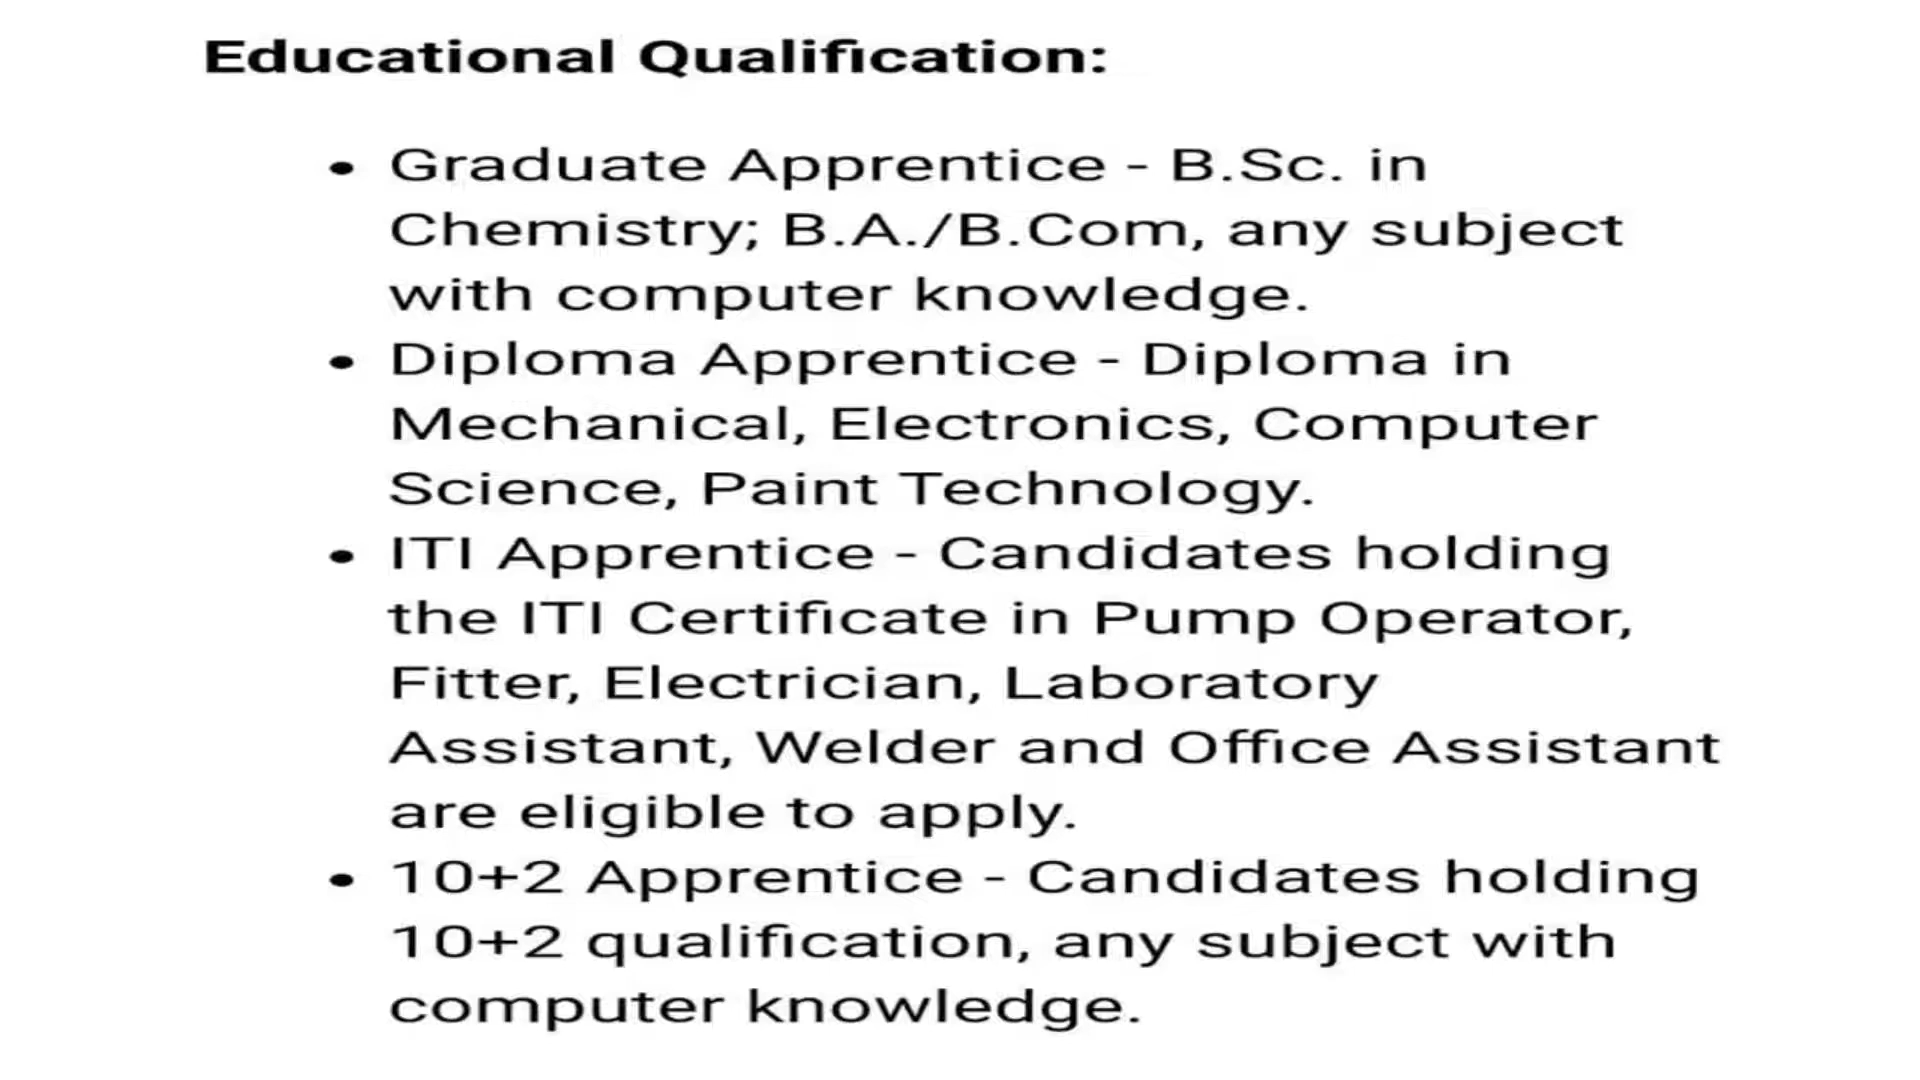 Educational Qualification:
• Graduate Apprentice - B.Sc. in
Chemistry; B.A./B.Com, any subject
with computer knowledge.
• Diploma Apprentice - Diploma in
Mechanical, Electronics, Computer
Science, Paint Technology.
• ITI Apprentice - Candidates holding
the ITI Certificate in Pump Operator,
Fitter, Electrician, Laboratory
Assistant, Welder and Office Assistant
are eligible to apply.
• 10+2 Apprentice - Candidates holding
10+2 qualification, any subject with
computer knowledge.